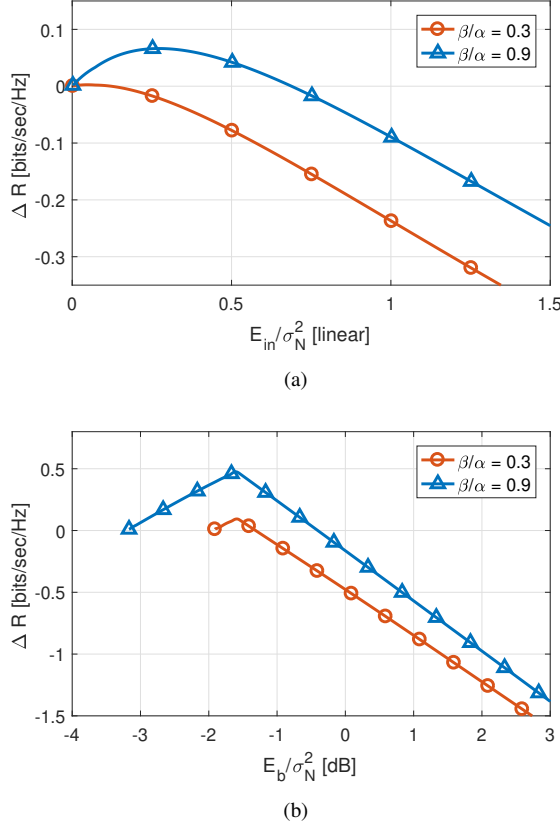 0.1
0
-0.1
-0.2
-0.3
Δ R [bits/sec/Hz]
β/α = 0.3
β/α = 0.9
0 0.5 1 1.5
E_in/σ_N^2 [linear]
(a)
0.5
0
-0.5
-1
-1.5
Δ R [bits/sec/Hz]
β/α = 0.3
β/α = 0.9
-4 -3 -2 -1 0 1 2 3
E_b/σ_N^2 [dB]
(b)